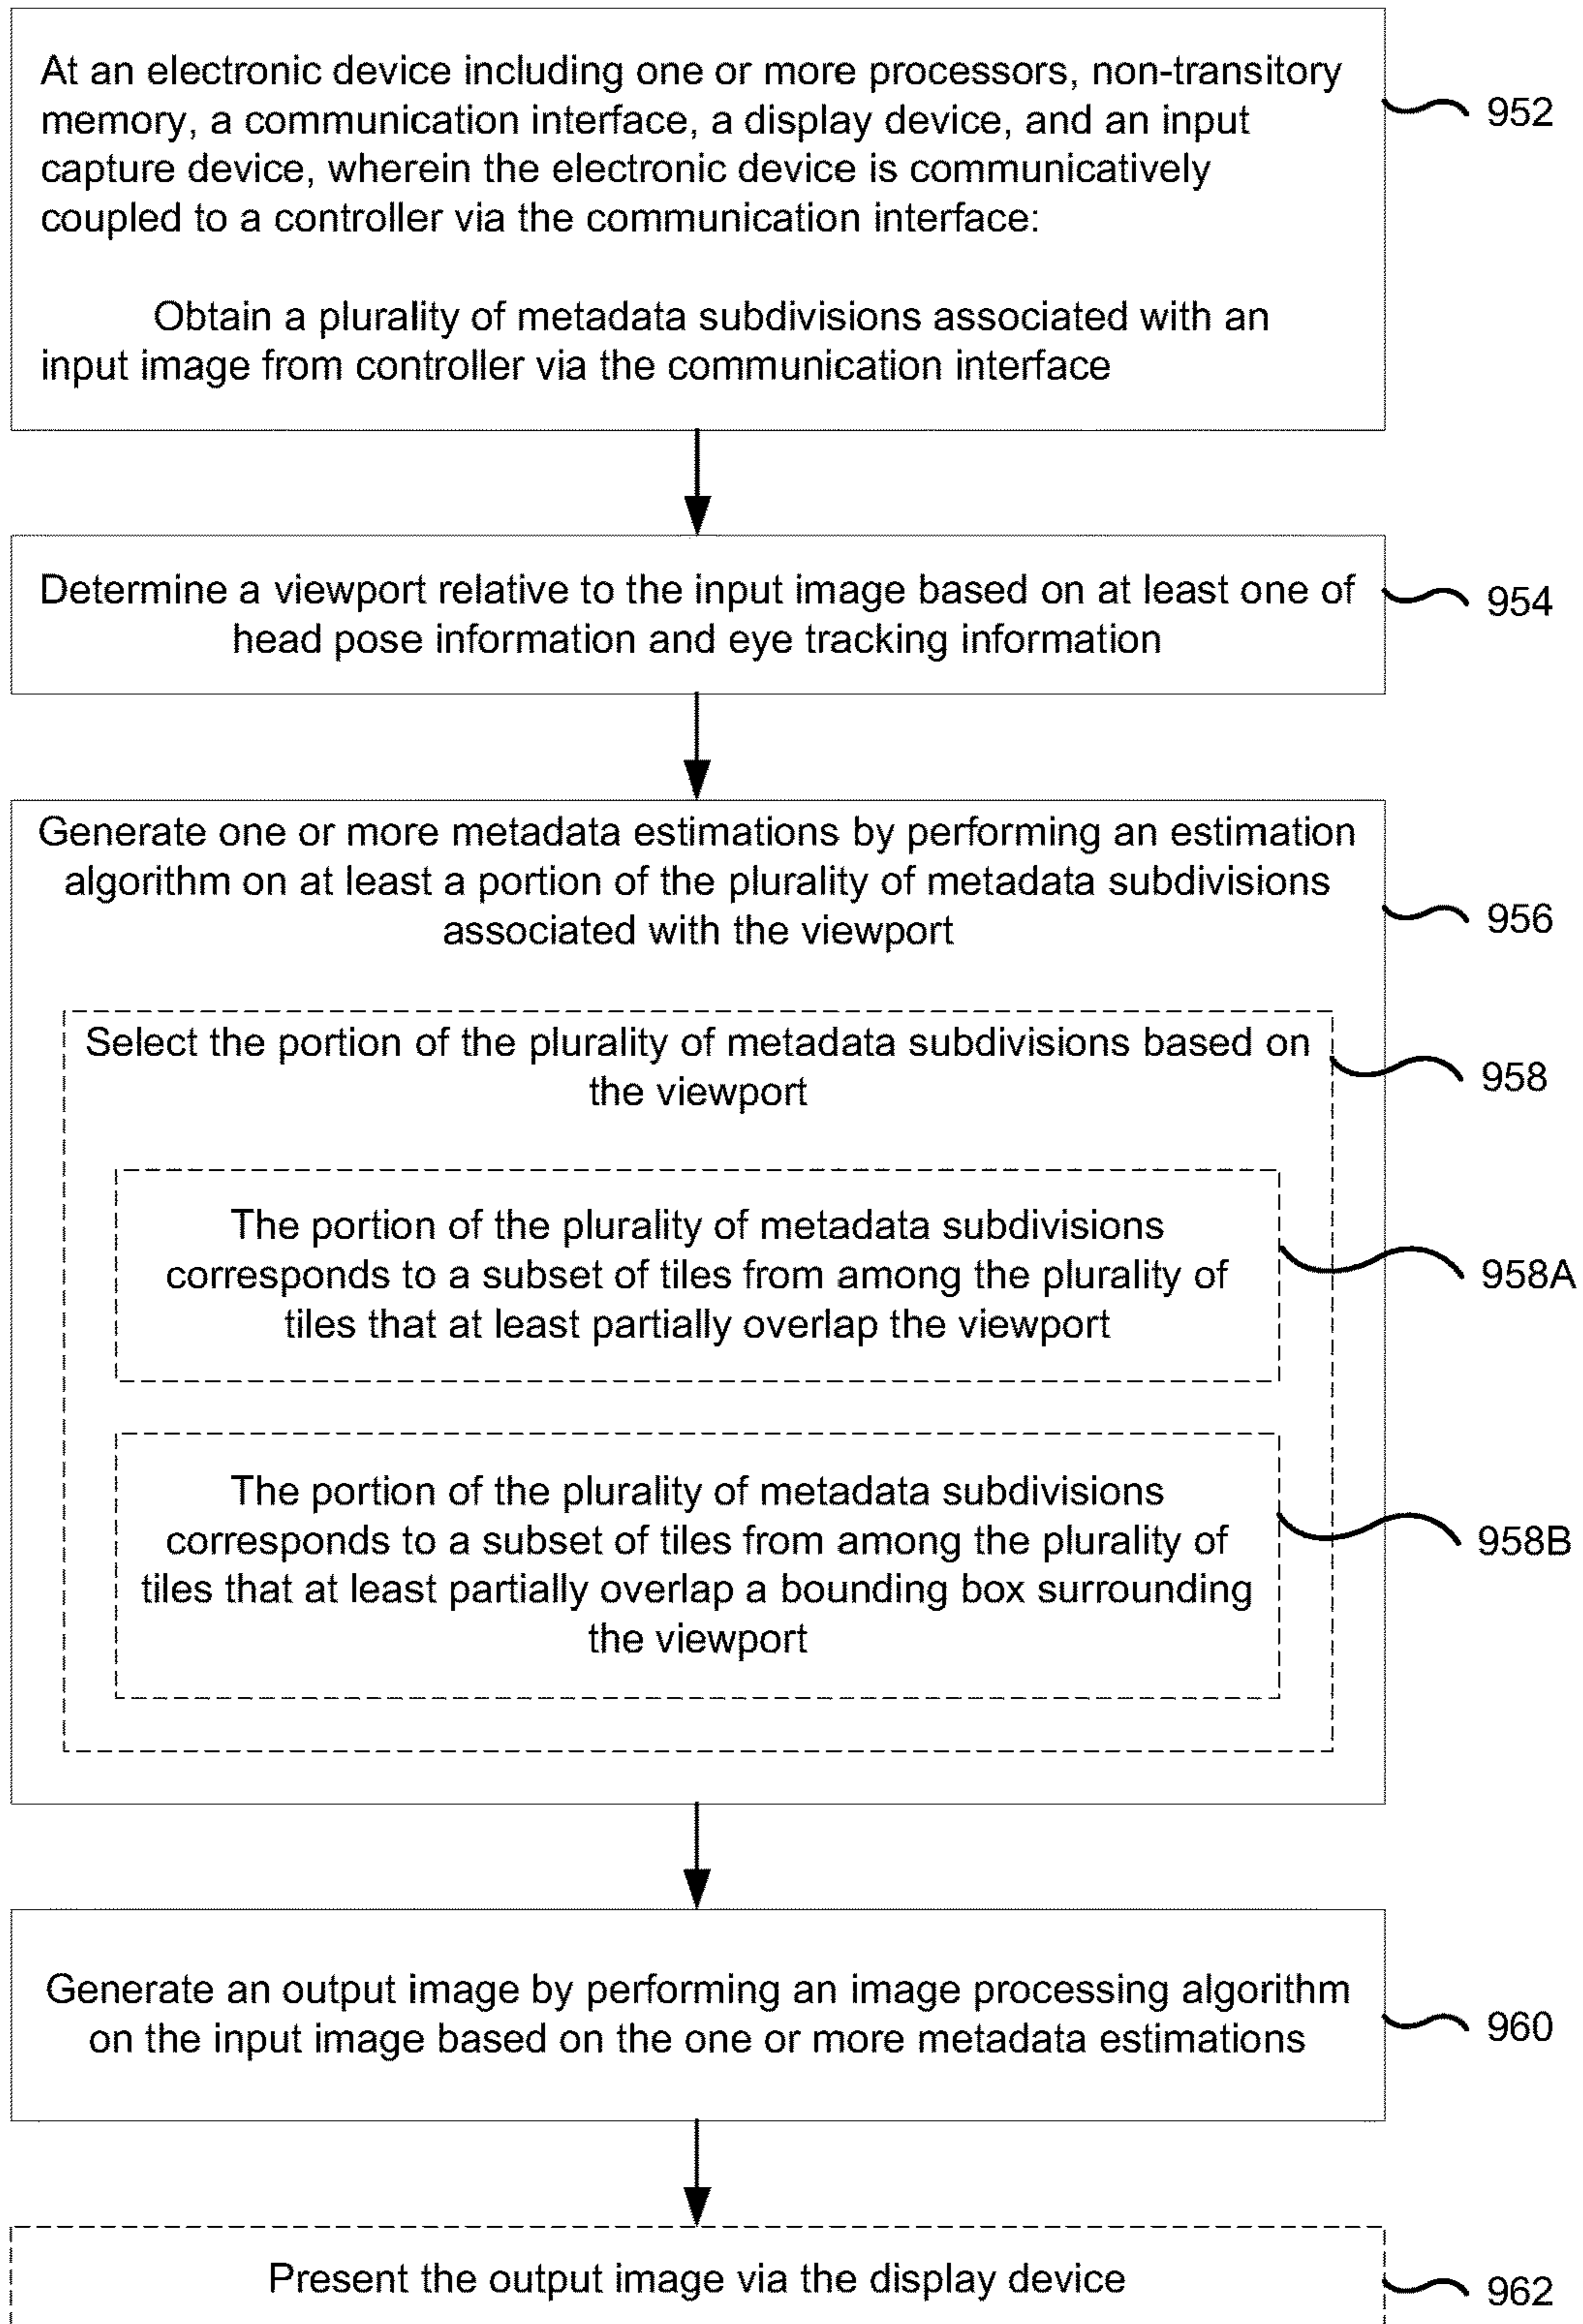 At an electronic device including one or more processors, non-transitory
memory, a communication interface, a display device, and an input
capture device, wherein the electronic device is communicatively
coupled to a controller via the communication interface:
952
Obtain a plurality of metadata subdivisions associated with an
input image from controller via the communication interface
Determine a viewport relative to the input image based on at least one of
head pose information and eye tracking information
954
Generate one or more metadata estimations by performing an estimation
algorithm on at least a portion of the plurality of metadata subdivisions
associated with the viewport
956
Select the portion of the plurality of metadata subdivisions based on
the viewport
958
The portion of the plurality of metadata subdivisions
corresponds to a subset of tiles from among the plurality of
tiles that at least partially overlap the viewport
958A
The portion of the plurality of metadata subdivisions
corresponds to a subset of tiles from among the plurality of
tiles that at least partially overlap a bounding box surrounding
the viewport
958B
Generate an output image by performing an image processing algorithm
on the input image based on the one or more metadata estimations
960
Present the output image via the display device
962